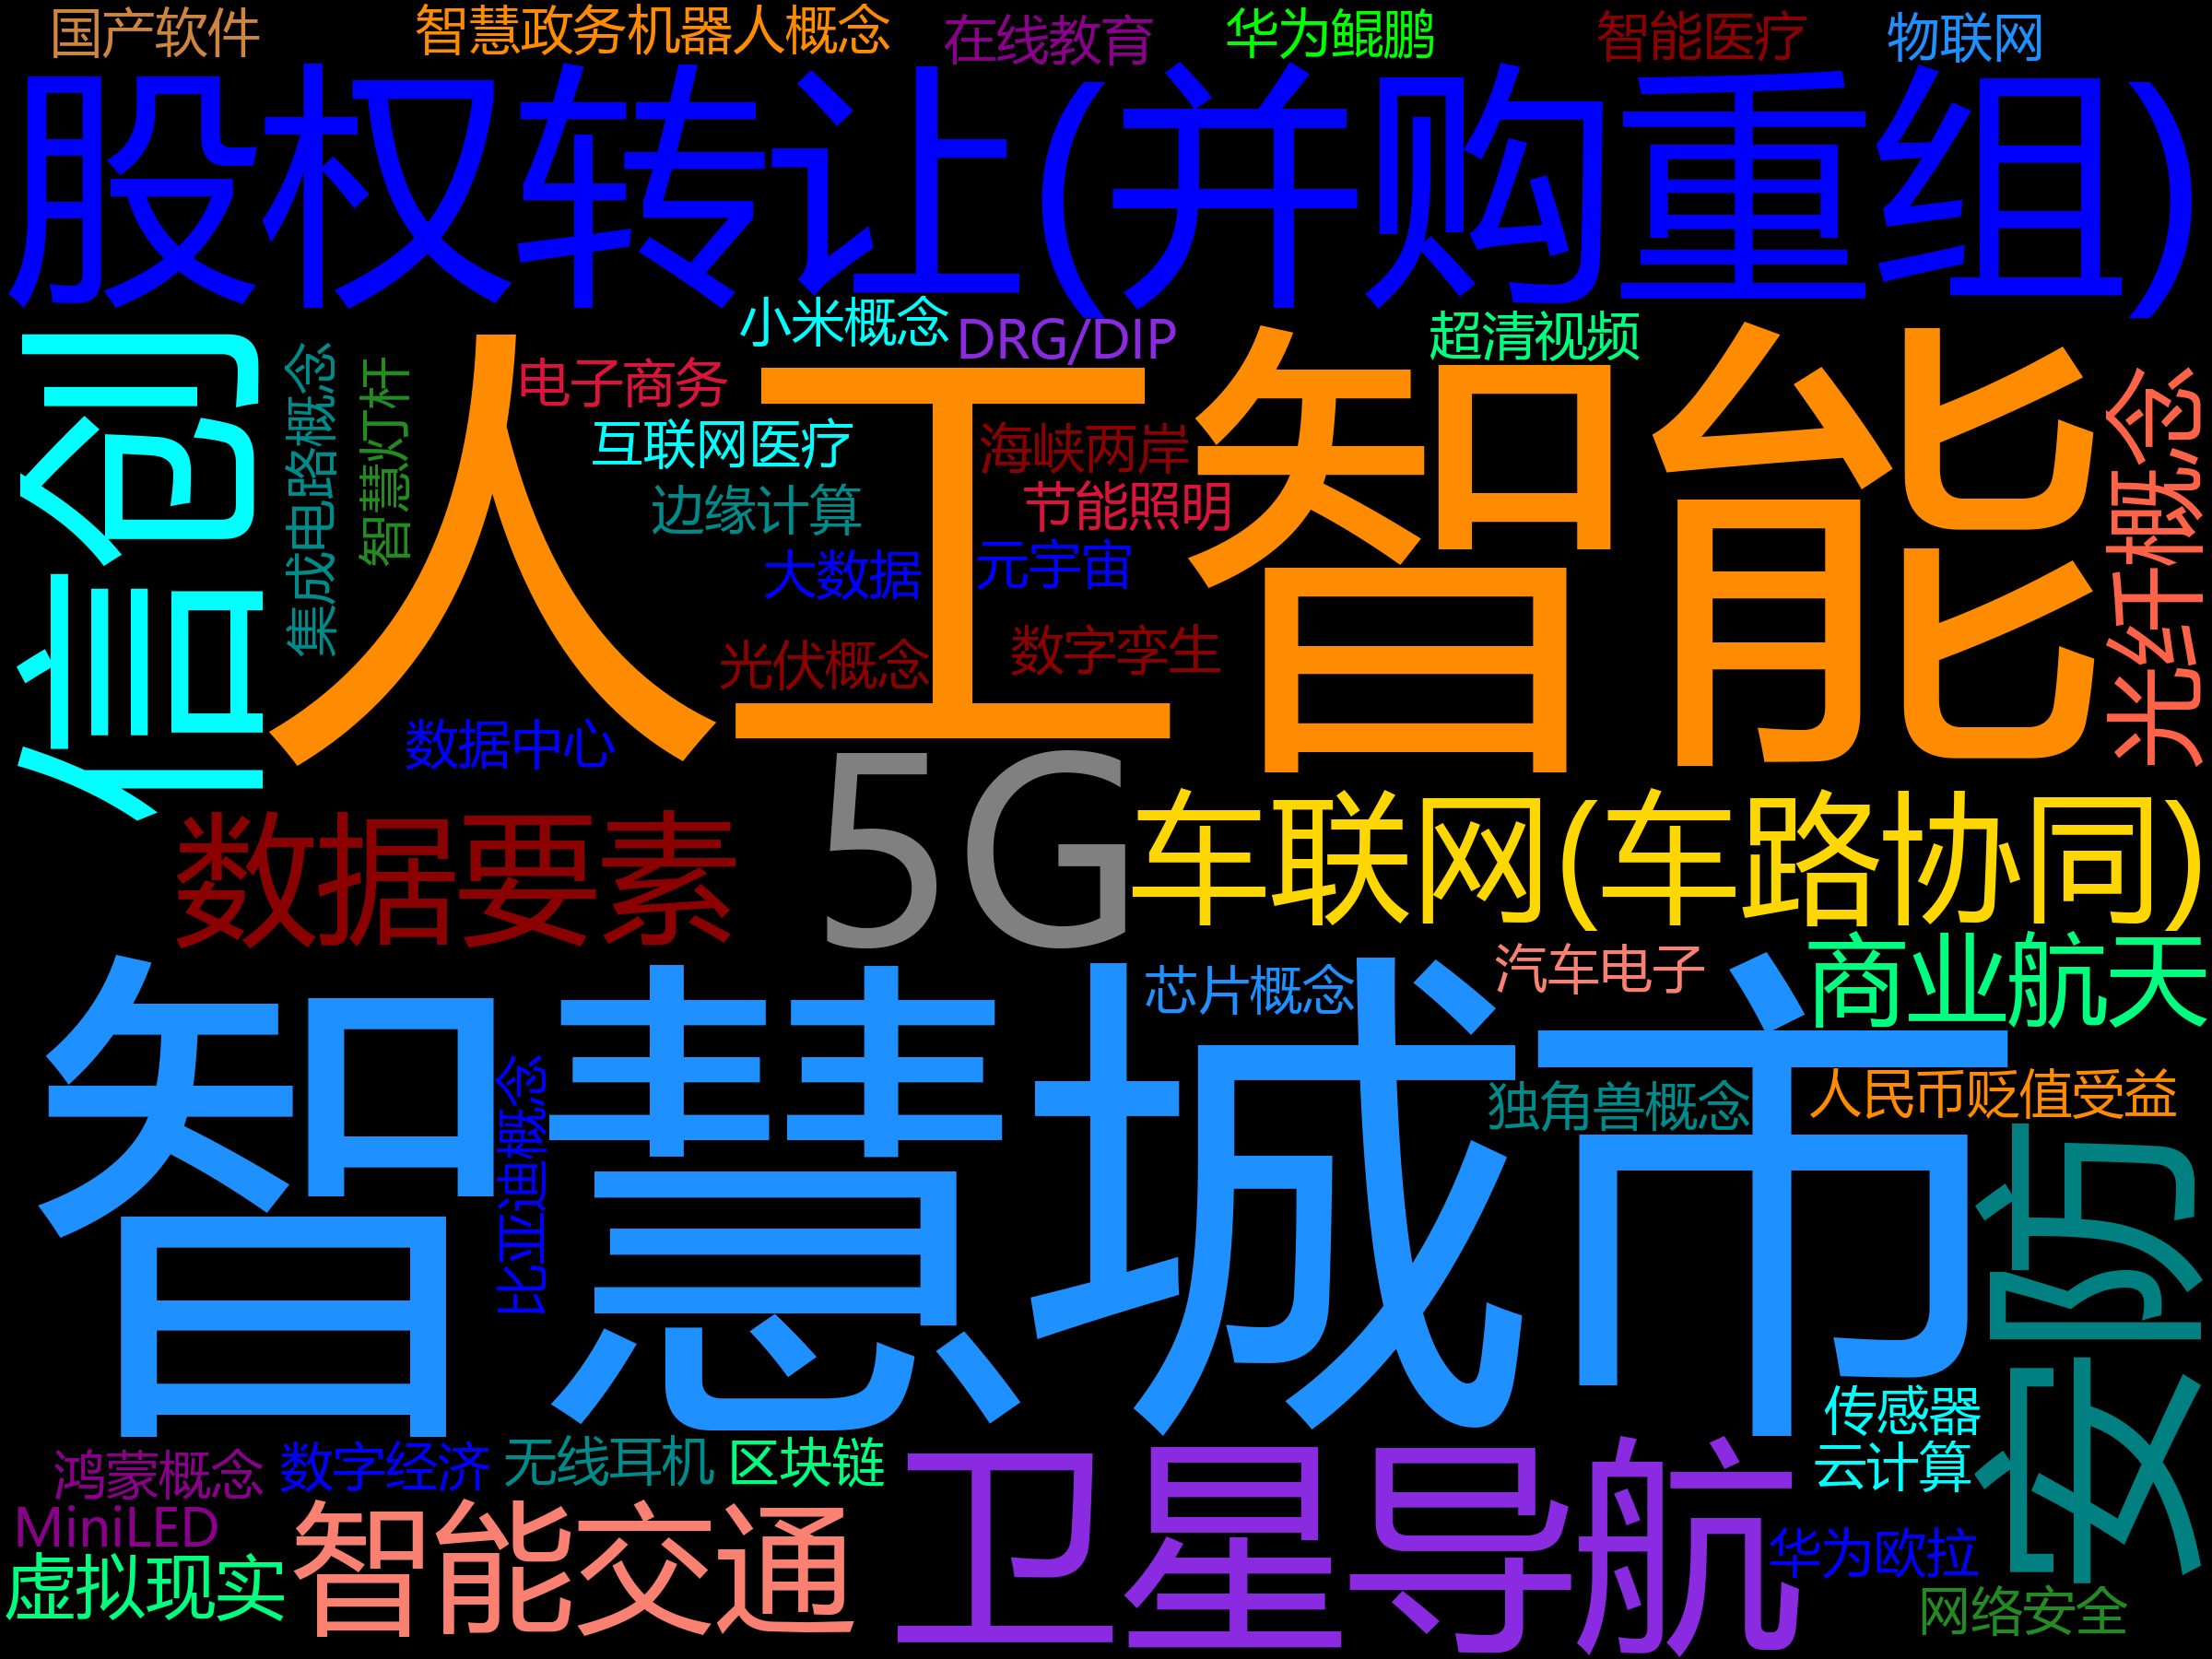 国产软件
智慧政务机器人概念
在线教育
华为鲲鹏
智能医疗
物联网
股权转让(并购重组)
小米概念
DRG/DIP
超清视频
信创
集成电路概念
智慧灯杆
电子商务
人工智能
互联网医疗
海峡两岸
边缘计算
节能照明
大数据
元宇宙
光伏概念
数字孪生
光纤概念
数据中心
5G
数据要素
车联网(车路协同)
商业航天
汽车电子
芯片概念
智慧城市
比亚迪概念
独角兽概念
人民币贬值受益
安防
传感器
云计算
鸿蒙概念
数字经济
无线耳机
区块链
卫星导航
MiniLED
智能交通
虚拟现实
华为欧拉
网络安全